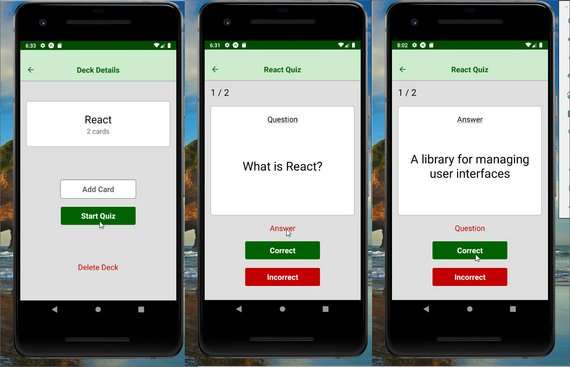 6:33
Deck Details
React
2 cards
Add Card
Start Quiz
Delete Deck
6:31
React Quiz
1 / 2
Question
What is React?
Answer
Correct
Incorrect
8:02
React Quiz
1 / 2
Answer
A library for managing
user interfaces
Question
Correct
Incorrect